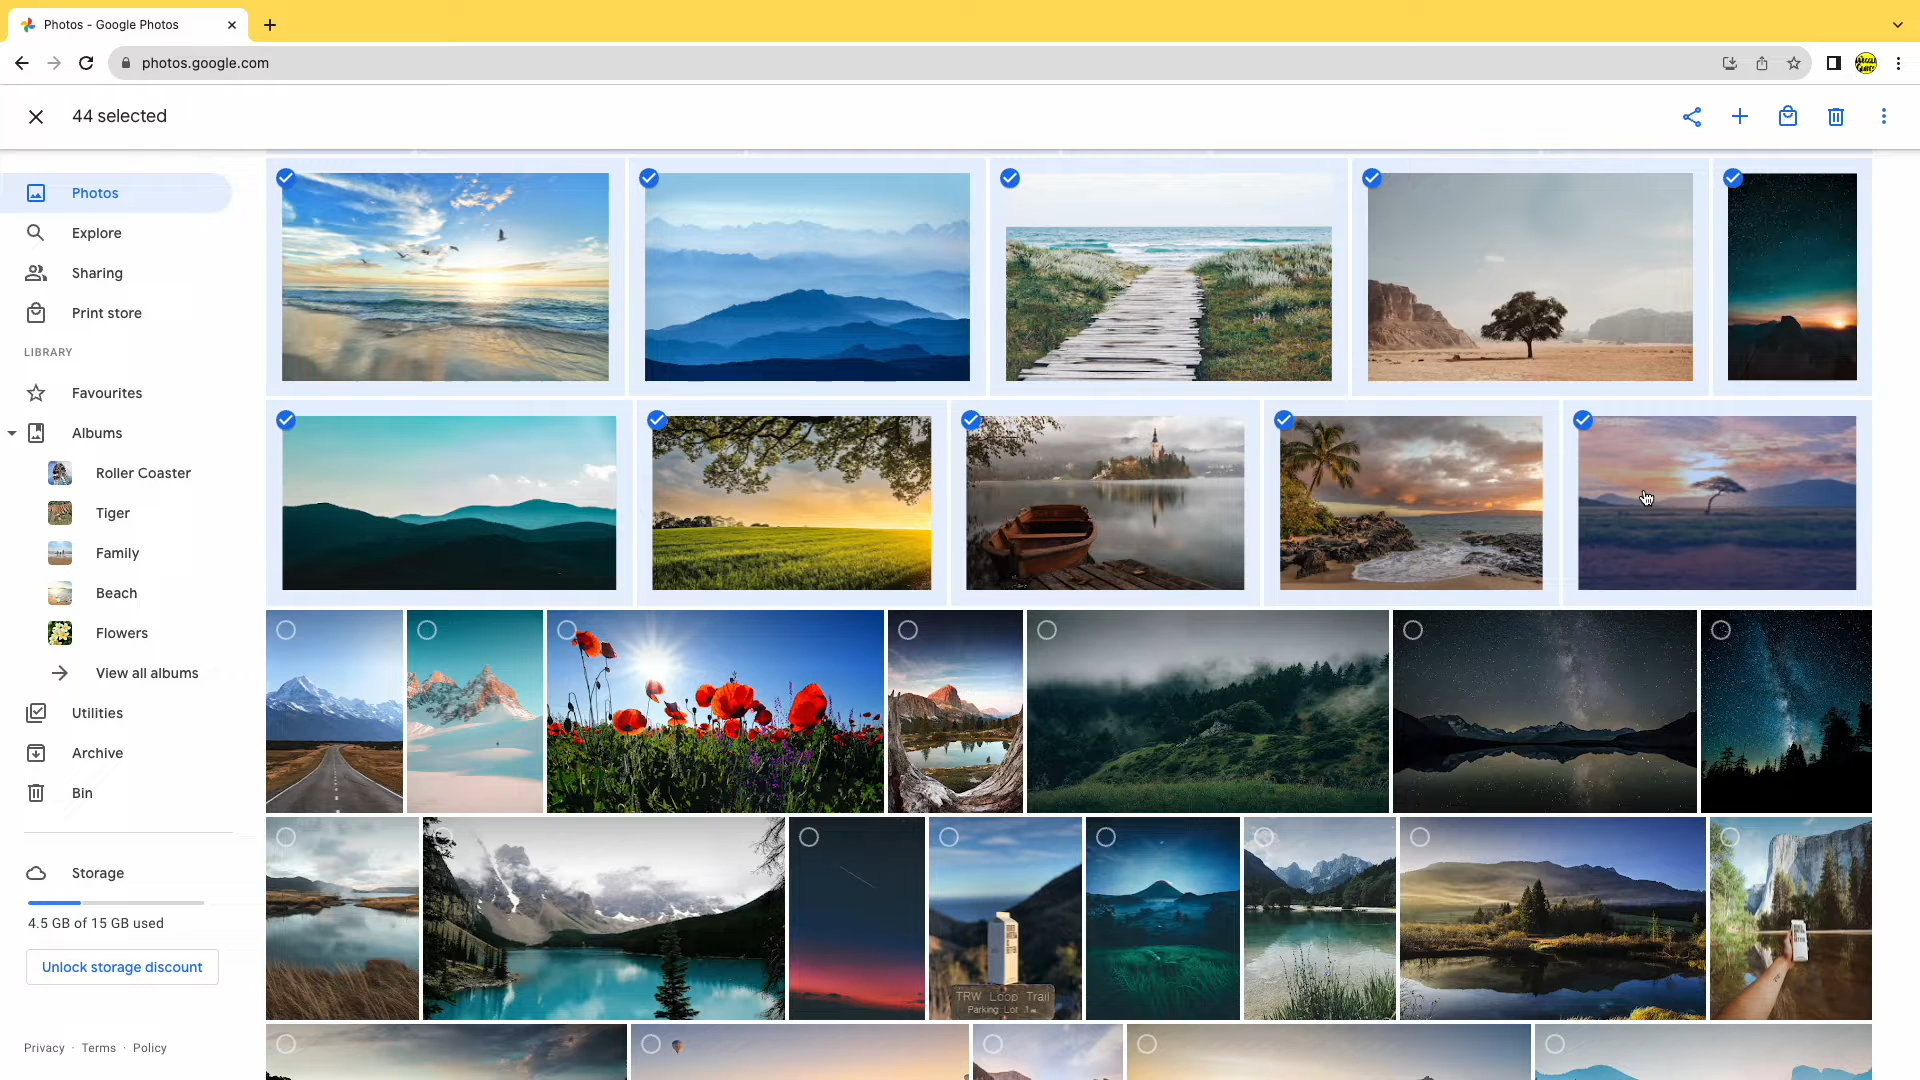 Photos - Google Photos
photos.google.com
44 selected
Photos
Explore
Sharing
Print store
LIBRARY
Favourites
Albums
Roller Coaster
Tiger
Family
Beach
Flowers
View all albums
Utilities
Archive
Bin
Storage
4.5 GB of 15 GB used
Unlock storage discount
TRW Loop Trail
Parking Lot
Privacy · Terms · Policy